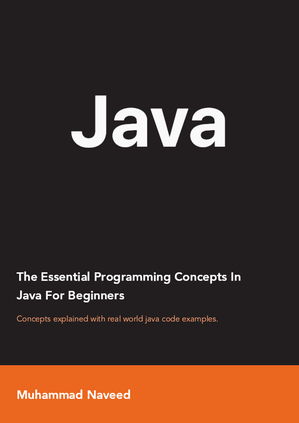 Java
The Essential Programming Concepts In
Java For Beginners
Concepts explained with real world java code examples.
Muhammad Naveed